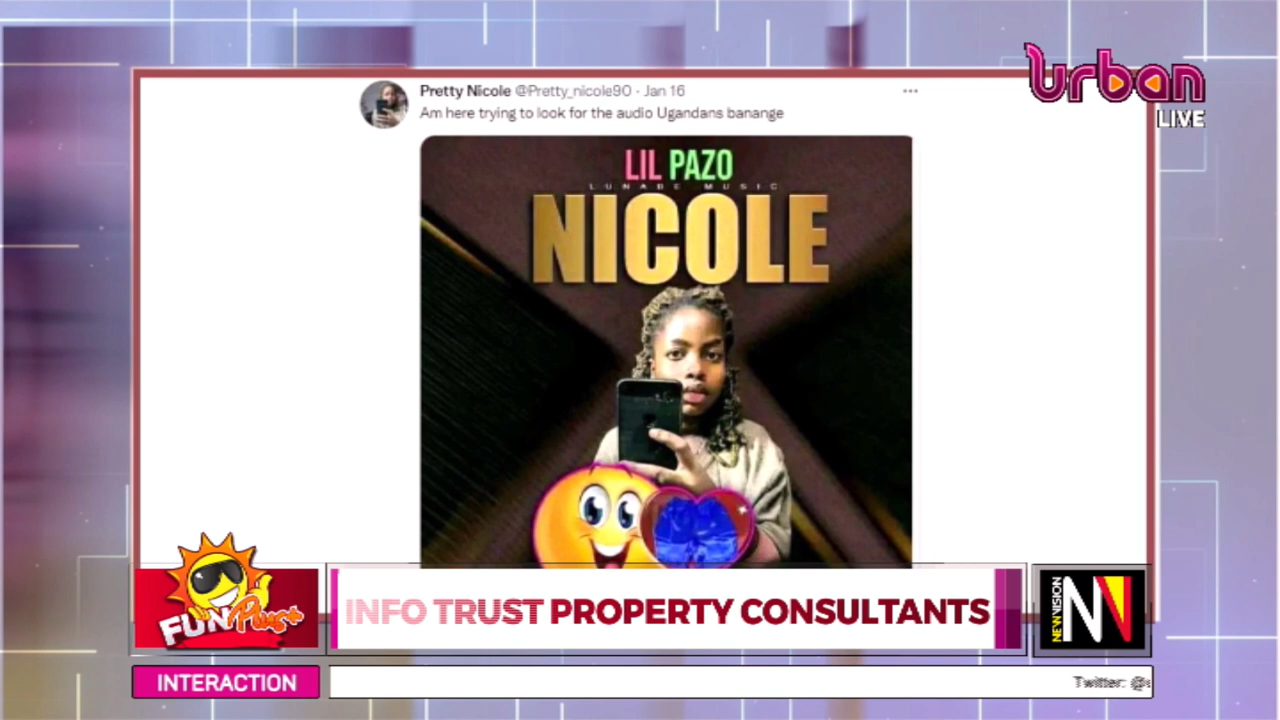 Urban
LIVE
Pretty Nicole @Pretty_nicole90 · Jan 16
Am here trying to look for the audio Ugandans banange
LIL PAZO
LUNABE MUSIC
NICOLE
FUN Plus+
INFO TRUST PROPERTY CONSULTANTS
NEW VISION
INTERACTION
Twitter: @